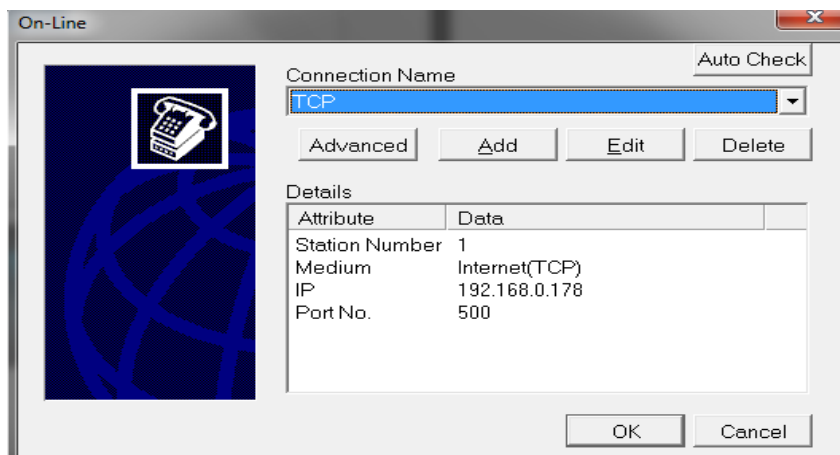 On-Line
Auto Check
Connection Name
TCP
Advanced Add Edit Delete
Details
Attribute Data
Station Number 1
Medium Internet(TCP)
IP 192.168.0.178
Port No. 500
OK Cancel